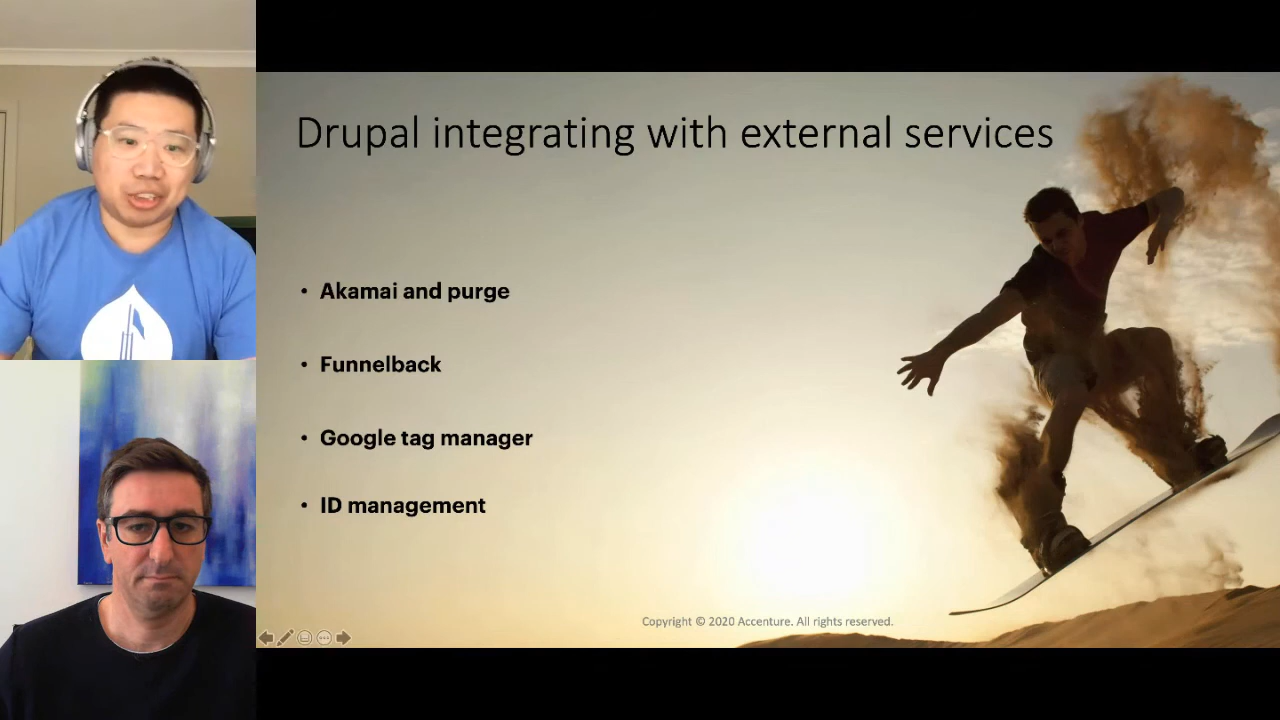 Drupal integrating with external services
• Akamai and purge
• Funnelback
• Google tag manager
• ID management
Copyright © 2020 Accenture. All rights reserved.